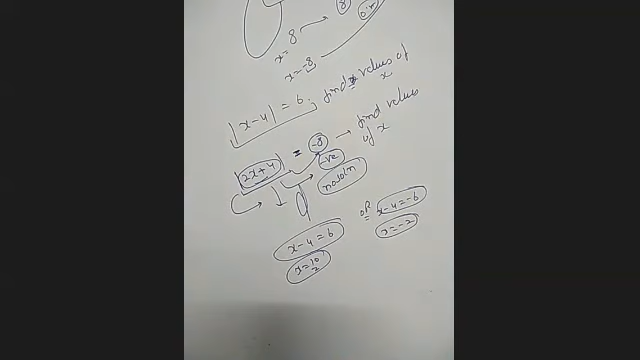 8
x = 8
x = -8
|x-4| = 6, find values of x
|2x+4| = -8 → find values of x
-ve
no soln
x-4 = 6 or x-4 = -6
x = 10 x = -2